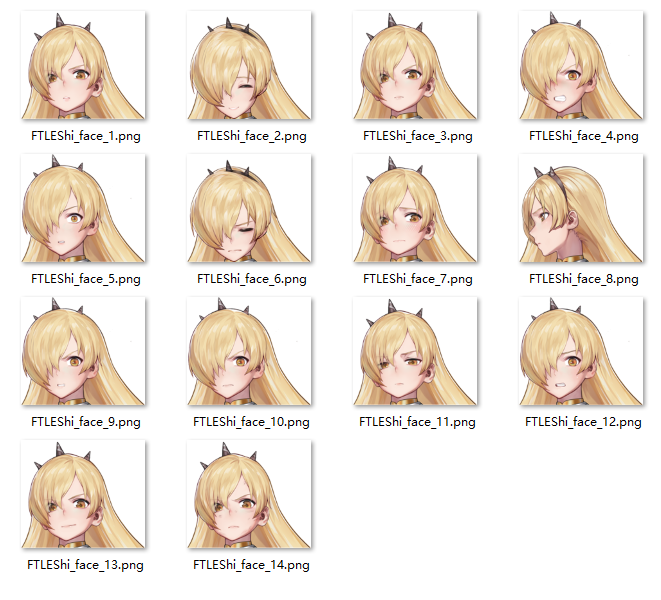 FTLEShi_face_1.png
FTLEShi_face_2.png
FTLEShi_face_3.png
FTLEShi_face_4.png
FTLEShi_face_5.png
FTLEShi_face_6.png
FTLEShi_face_7.png
FTLEShi_face_8.png
FTLEShi_face_9.png
FTLEShi_face_10.png
FTLEShi_face_11.png
FTLEShi_face_12.png
FTLEShi_face_13.png
FTLEShi_face_14.png